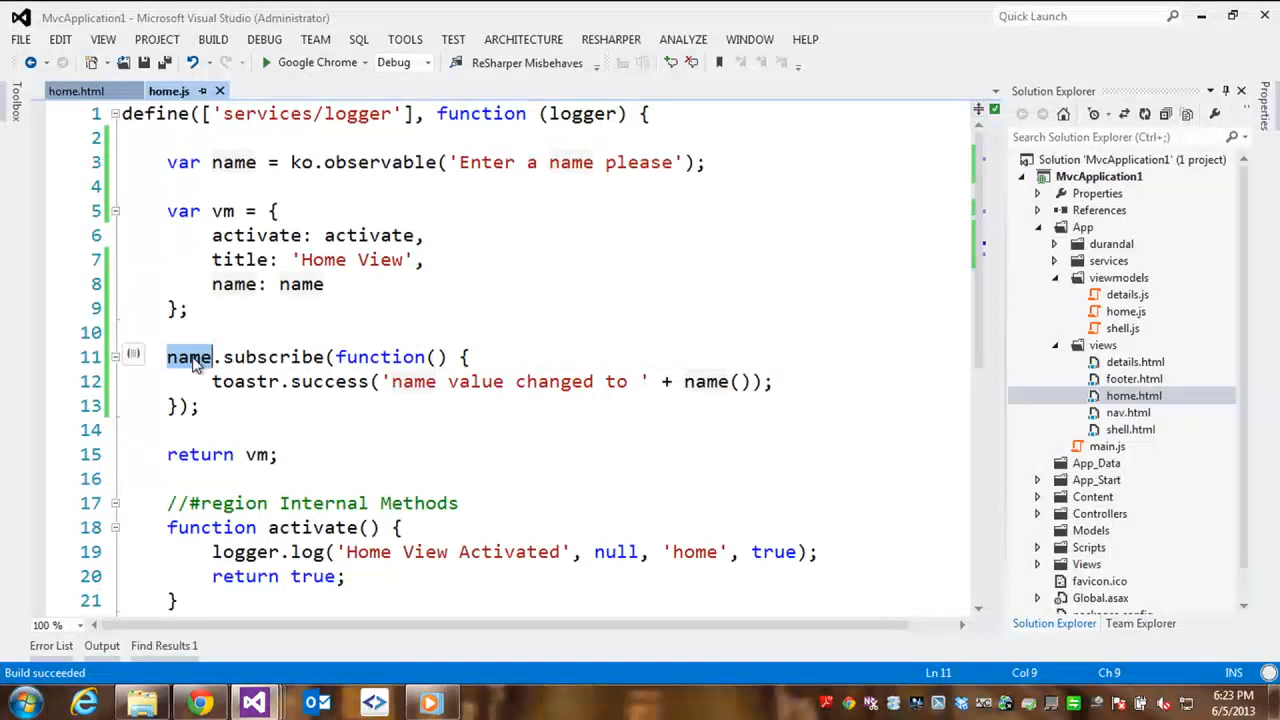 MvcApplication1 - Microsoft Visual Studio (Administrator)
Quick Launch
FILE EDIT VIEW PROJECT BUILD DEBUG TEAM SQL TOOLS TEST ARCHITECTURE RESHARPER ANALYZE WINDOW HELP
Google Chrome Debug ReSharper Misbehaves
Toolbox
home.html home.js
1 define(['services/logger'], function (logger) {
2
3 var name = ko.observable('Enter a name please');
4
5 var vm = {
6 activate: activate,
7 title: 'Home View',
8 name: name
9 };
10
11 name.subscribe(function() {
12 toastr.success('name value changed to ' + name());
13 });
14
15 return vm;
16
17 //#region Internal Methods
18 function activate() {
19 logger.log('Home View Activated', null, 'home', true);
20 return true;
21 }
100 %
Error List Output Find Results 1
Solution Explorer
Search Solution Explorer (Ctrl+;)
Solution 'MvcApplication1' (1 project)
MvcApplication1
Properties
References
App
durandal
services
viewmodels
details.js
home.js
shell.js
views
details.html
footer.html
home.html
nav.html
shell.html
main.js
App_Data
App_Start
Content
Controllers
Models
Scripts
Views
favicon.ico
Global.asax
packages.config
Solution Explorer Team Explorer
Properties
Build succeeded Ln 11 Col 9 Ch 9 INS
6:23 PM
6/5/2013